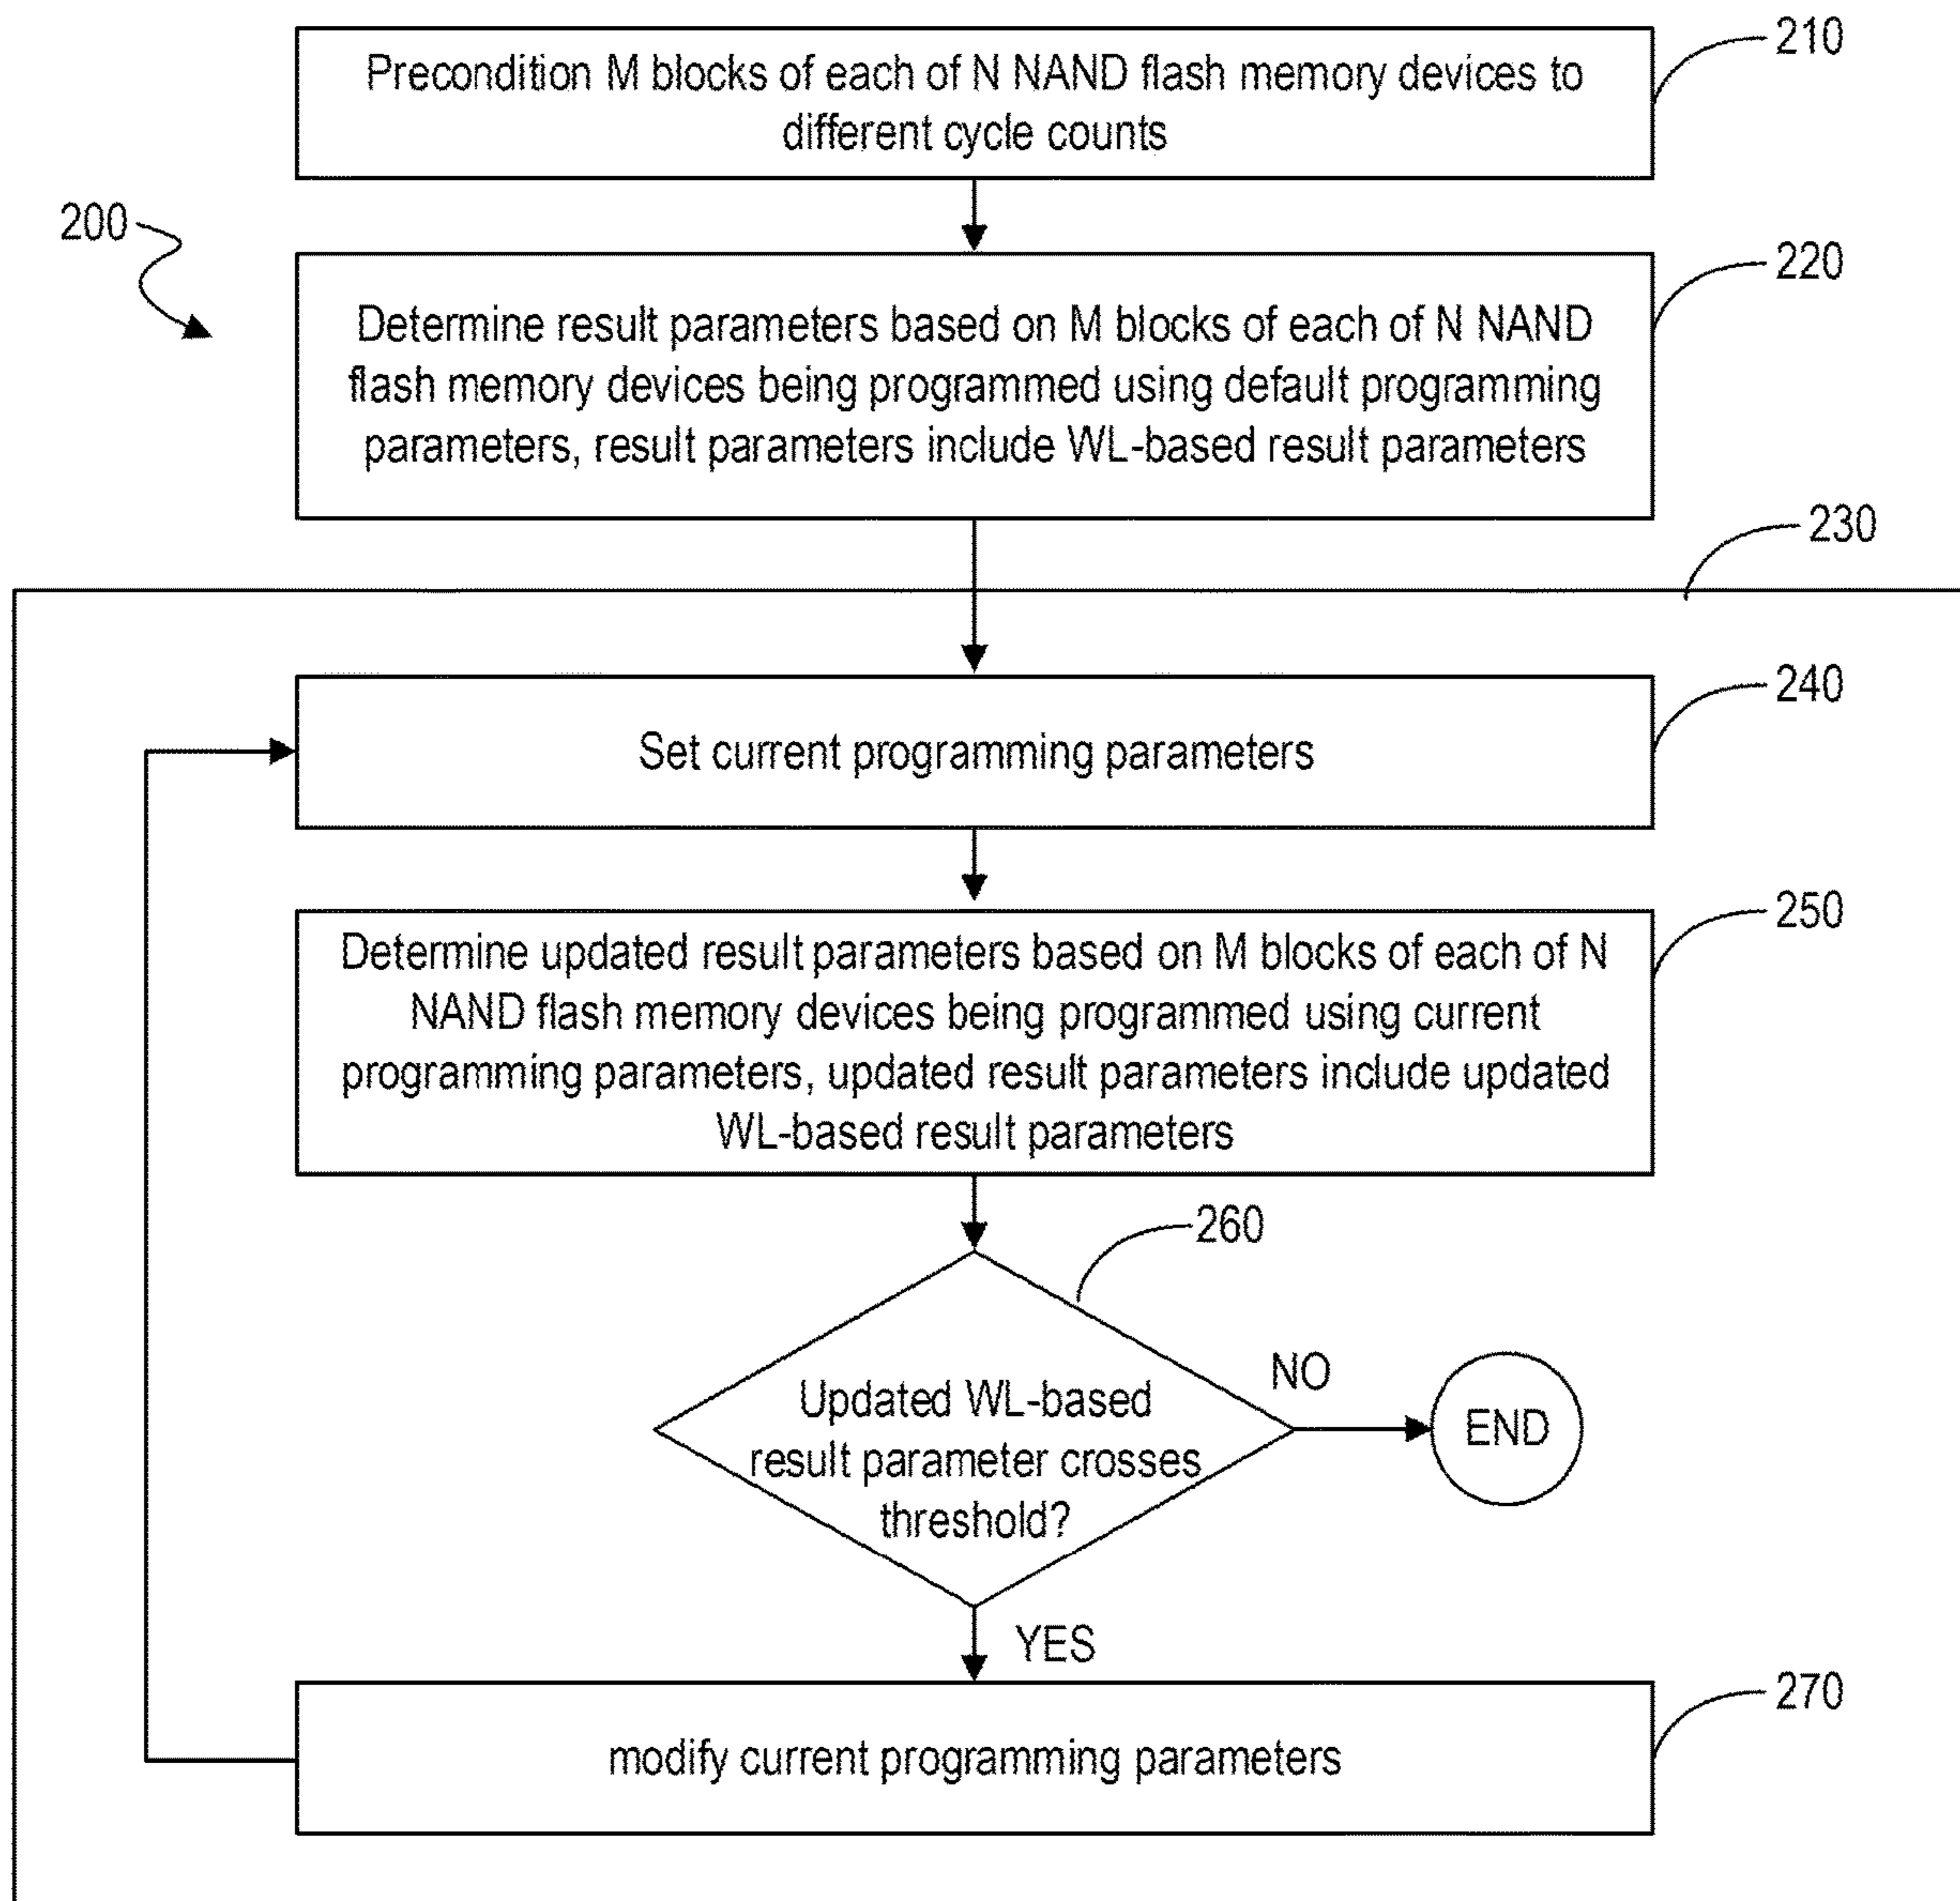 210
Precondition M blocks of each of N NAND flash memory devices to
different cycle counts
200
220
Determine result parameters based on M blocks of each of N NAND
flash memory devices being programmed using default programming
parameters, result parameters include WL-based result parameters
230
240
Set current programming parameters
250
Determine updated result parameters based on M blocks of each of N
NAND flash memory devices being programmed using current
programming parameters, updated result parameters include updated
WL-based result parameters
260
Updated WL-based
result parameter crosses
threshold?
NO
END
YES
270
modify current programming parameters